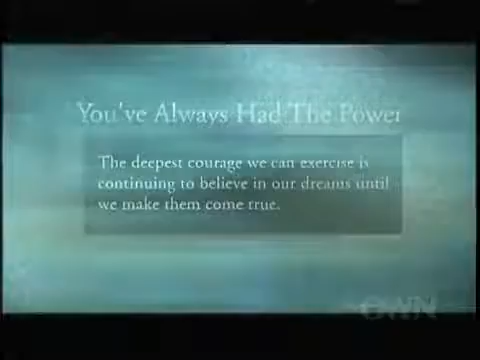 You've Always Had The Power
The deepest courage we can exercise is
continuing to believe in our dreams until
we make them come true.
OWN